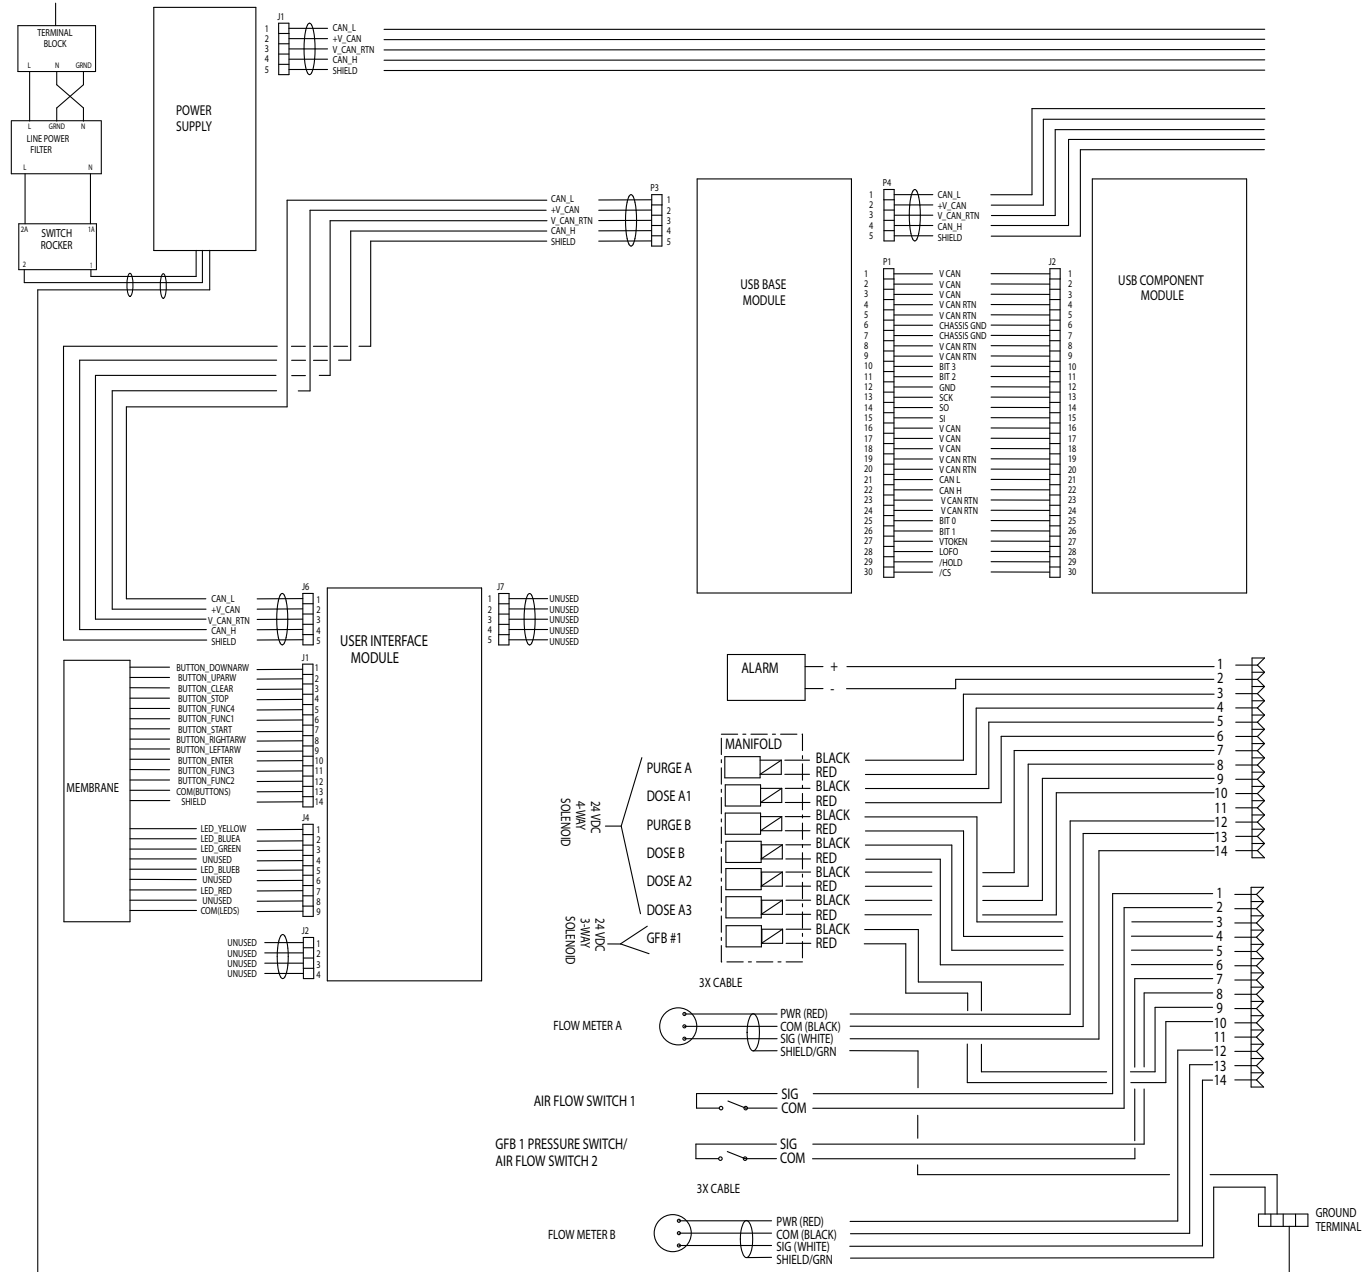 TERMINAL
BLOCK
L N GRND
L GRND N
LINE POWER
FILTER
L N
2A 1A
SWITCH
ROCKER
2 1
POWER
SUPPLY
J1
1 CAN_L
2 +V_CAN
3 V_CAN_RTN
4 CAN_H
5 SHIELD
P3
CAN_L 1
+V_CAN 2
V_CAN_RTN 3
CAN_H 4
SHIELD 5
USB BASE
MODULE
P4
1 CAN_L
2 +V_CAN
3 V_CAN_RTN
4 CAN_H
5 SHIELD
USB COMPONENT
MODULE
P1 J2
1 V CAN 1
2 V CAN 2
3 V CAN 3
4 V CAN RTN 4
5 V CAN RTN 5
6 CHASSIS GND 6
7 CHASSIS GND 7
8 V CAN RTN 8
9 V CAN RTN 9
10 BIT 3 10
11 BIT 2 11
12 GND 12
13 SCK 13
14 SO 14
15 SI 15
16 V CAN 16
17 V CAN 17
18 V CAN 18
19 V CAN RTN 19
20 V CAN RTN 20
21 CAN L 21
22 CAN H 22
23 V CAN RTN 23
24 V CAN RTN 24
25 BIT 0 25
26 BIT 1 26
27 VTOKEN 27
28 LOFO 28
29 /HOLD 29
30 /CS 30
J6
CAN_L 1
+V_CAN 2
V_CAN_RTN 3
CAN_H 4
SHIELD 5
USER INTERFACE
MODULE
J7
1 UNUSED
2 UNUSED
3 UNUSED
4 UNUSED
5 UNUSED
MEMBRANE
J1
BUTTON_DOWNARW 1
BUTTON_UPARW 2
BUTTON_CLEAR 3
BUTTON_STOP 4
BUTTON_FUNC4 5
BUTTON_FUNC1 6
BUTTON_START 7
BUTTON_RIGHTARW 8
BUTTON_LEFTARW 9
BUTTON_ENTER 10
BUTTON_FUNC3 11
BUTTON_FUNC2 12
COM(BUTTONS) 13
SHIELD 14
J4
LED_YELLOW 1
LED_BLUEA 2
LED_GREEN 3
UNUSED 4
LED_BLUEB 5
UNUSED 6
LED_RED 7
UNUSED 8
COM(LEDS) 9
J2
UNUSED 1
UNUSED 2
UNUSED 3
UNUSED 4
ALARM
+
-
MANIFOLD
24 VDC
4-WAY
SOLENOID
PURGE A
BLACK
RED
DOSE A1
BLACK
RED
PURGE B
BLACK
RED
DOSE B
BLACK
RED
DOSE A2
BLACK
RED
DOSE A3
BLACK
RED
24 VDC
3-WAY
SOLENOID
GFB #1
BLACK
RED
1
2
3
4
5
6
7
8
9
10
11
12
13
14
1
2
3
4
5
6
7
8
9
10
11
12
13
14
3X CABLE
FLOW METER A
PWR (RED)
COM (BLACK)
SIG (WHITE)
SHIELD/GRN
AIR FLOW SWITCH 1
SIG
COM
GFB 1 PRESSURE SWITCH/
AIR FLOW SWITCH 2
SIG
COM
3X CABLE
FLOW METER B
PWR (RED)
COM (BLACK)
SIG (WHITE)
SHIELD/GRN
GROUND
TERMINAL